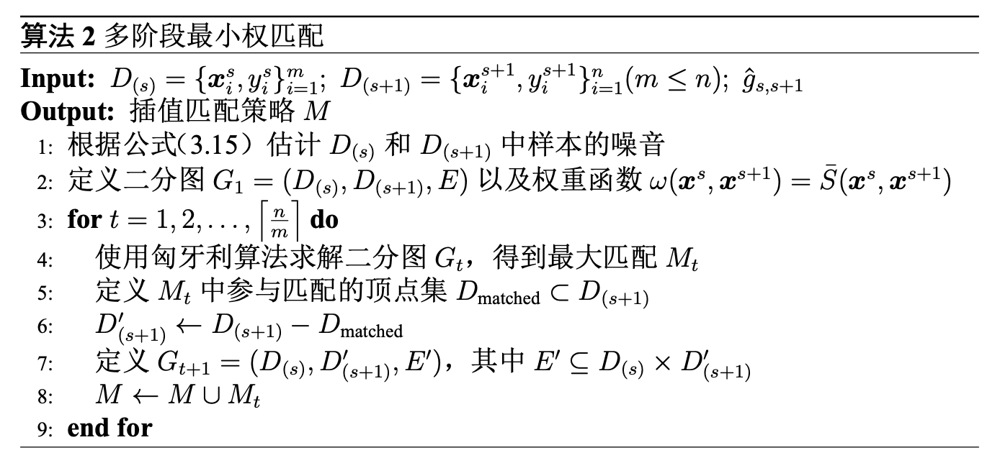 算法 2 多阶段最小权匹配
Input: $D_{(s)} = \{\boldsymbol{x}_i^s, y_i^s\}_{i=1}^m$; $D_{(s+1)} = \{\boldsymbol{x}_i^{s+1}, y_i^{s+1}\}_{i=1}^n (m \leq n)$; $\hat{g}_{s,s+1}$
Output: 插值匹配策略 $M$
1: 根据公式(3.15）估计 $D_{(s)}$ 和 $D_{(s+1)}$ 中样本的噪音
2: 定义二分图 $G_1 = (D_{(s)}, D_{(s+1)}, E)$ 以及权重函数 $\omega(\boldsymbol{x}^s, \boldsymbol{x}^{s+1}) = \bar{S}(\boldsymbol{x}^s, \boldsymbol{x}^{s+1})$
3: for $t = 1, 2, \ldots, \left\lceil \frac{n}{m} \right\rceil$ do
4: 使用匈牙利算法求解二分图 $G_t$，得到最大匹配 $M_t$
5: 定义 $M_t$ 中参与匹配的顶点集 $D_{\text{matched}} \subset D_{(s+1)}$
6: $D'_{(s+1)} \leftarrow D_{(s+1)} - D_{\text{matched}}$
7: 定义 $G_{t+1} = (D_{(s)}, D'_{(s+1)}, E')$，其中 $E' \subseteq D_{(s)} \times D'_{(s+1)}$
8: $M \leftarrow M \cup M_t$
9: end for